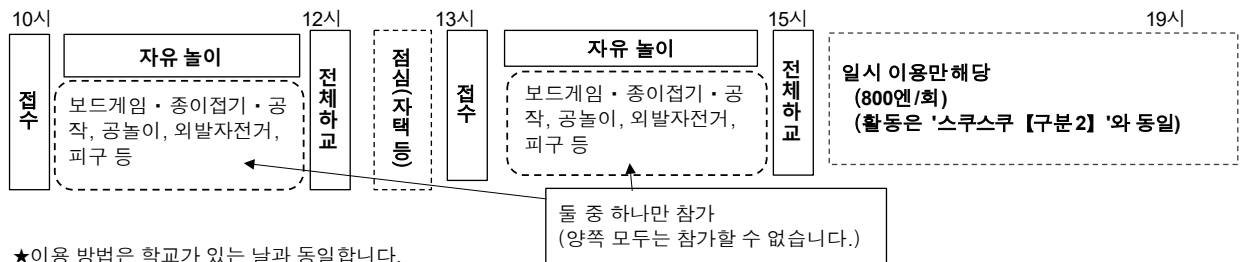 10시 12시 13시 15시 19시
접수
자유 놀이
보드게임・종이접기・공
작, 공놀이, 외발자전거,
피구 등
전체하교
점심(자택 등)
접수
자유 놀이
보드게임・종이접기・공
작, 공놀이, 외발자전거,
피구 등
전체하교
일시 이용만해당
(800엔/회)
(활동은 '스쿠스쿠【구분2】'와 동일)
둘 중 하나만 참가
(양쪽 모두는 참가할 수 없습니다.)
★이용 방법은 학교가 있는 날과 동일합니다.